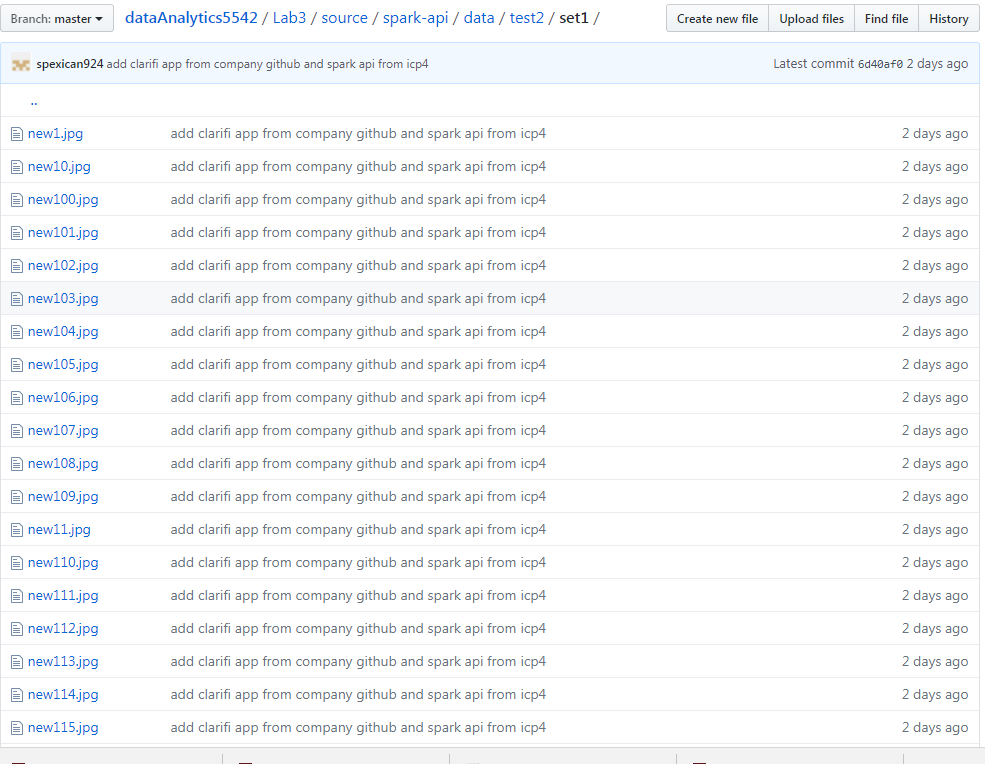 Branch: master dataAnalytics5542 / Lab3 / source / spark-api / data / test2 / set1 / Create new file Upload files Find file History
spexican924 add clarifi app from company github and spark api from icp4 Latest commit 6d40af0 2 days ago
..
new1.jpg add clarifi app from company github and spark api from icp4 2 days ago
new10.jpg add clarifi app from company github and spark api from icp4 2 days ago
new100.jpg add clarifi app from company github and spark api from icp4 2 days ago
new101.jpg add clarifi app from company github and spark api from icp4 2 days ago
new102.jpg add clarifi app from company github and spark api from icp4 2 days ago
new103.jpg add clarifi app from company github and spark api from icp4 2 days ago
new104.jpg add clarifi app from company github and spark api from icp4 2 days ago
new105.jpg add clarifi app from company github and spark api from icp4 2 days ago
new106.jpg add clarifi app from company github and spark api from icp4 2 days ago
new107.jpg add clarifi app from company github and spark api from icp4 2 days ago
new108.jpg add clarifi app from company github and spark api from icp4 2 days ago
new109.jpg add clarifi app from company github and spark api from icp4 2 days ago
new11.jpg add clarifi app from company github and spark api from icp4 2 days ago
new110.jpg add clarifi app from company github and spark api from icp4 2 days ago
new111.jpg add clarifi app from company github and spark api from icp4 2 days ago
new112.jpg add clarifi app from company github and spark api from icp4 2 days ago
new113.jpg add clarifi app from company github and spark api from icp4 2 days ago
new114.jpg add clarifi app from company github and spark api from icp4 2 days ago
new115.jpg add clarifi app from company github and spark api from icp4 2 days ago